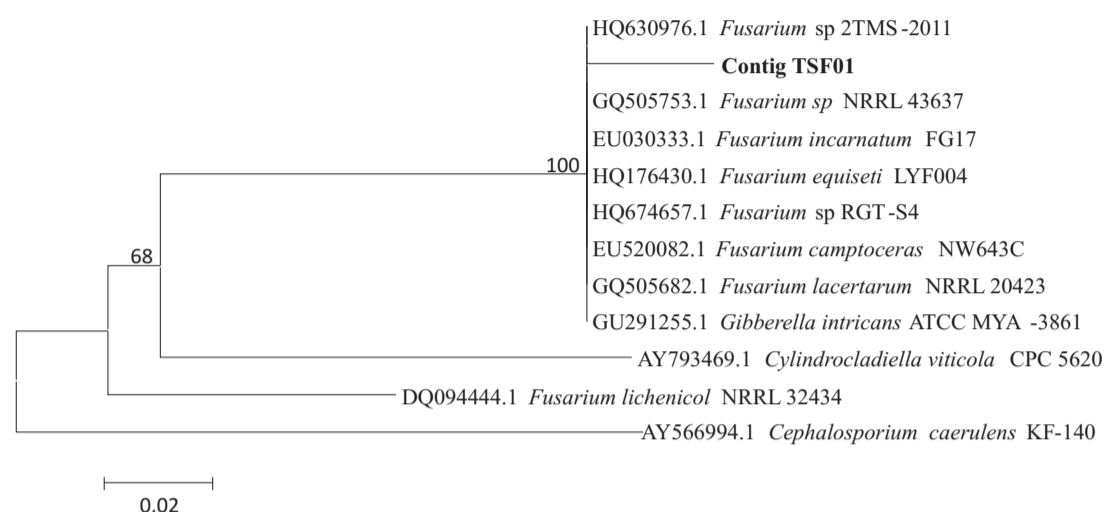 HQ630976.1 Fusarium sp 2TMS-2011
Contig TSF01
GQ505753.1 Fusarium sp NRRL 43637
EU030333.1 Fusarium incarnatum FG17
100
HQ176430.1 Fusarium equiseti LYF004
HQ674657.1 Fusarium sp RGT-S4
EU520082.1 Fusarium camptoceras NW643C
68
GQ505682.1 Fusarium lacertarum NRRL 20423
GU291255.1 Gibberella intricans ATCC MYA -3861
AY793469.1 Cylindrocladiella viticola CPC 5620
DQ094444.1 Fusarium lichenicol NRRL 32434
AY566994.1 Cephalosporium caerulens KF-140
0.02